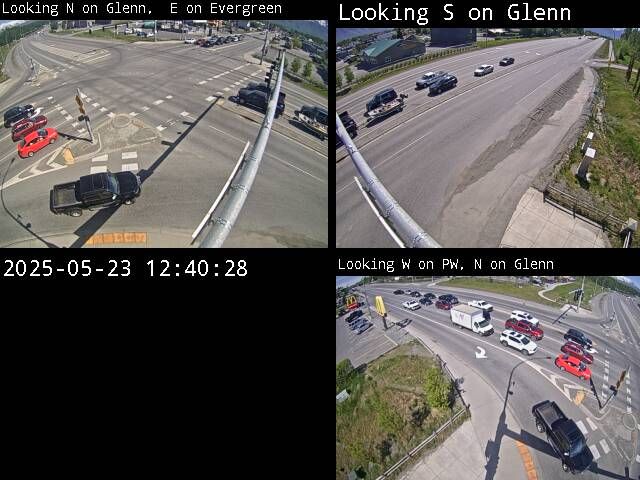 Looking N on Glenn,  E on Evergreen
Looking S on Glenn
2025-05-23 12:40:28
Looking W on PW, N on Glenn